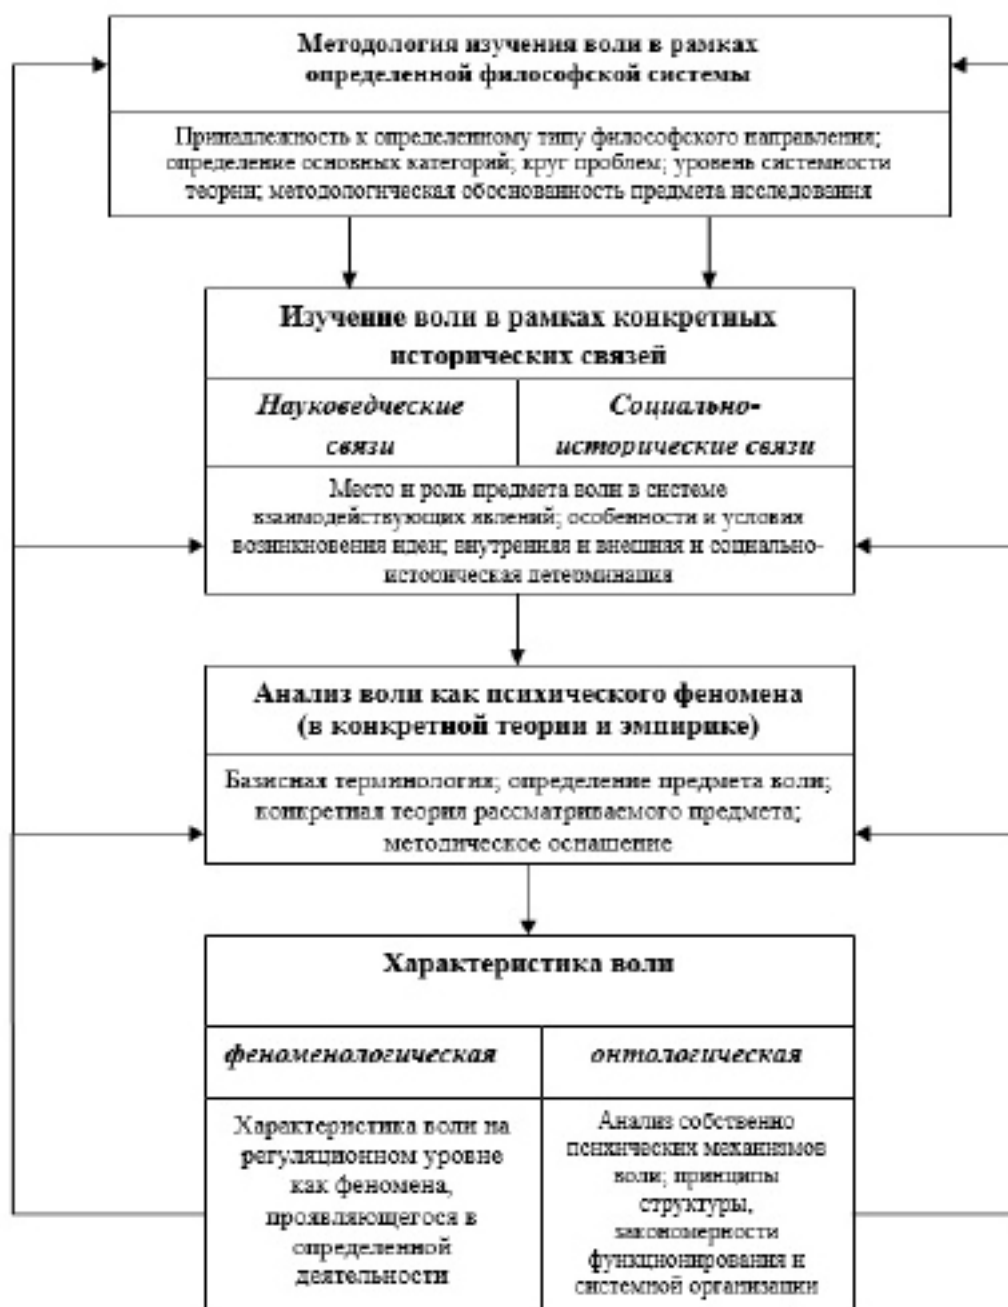 Методология изучения воли в рамках
определенной философской системы
Принадлежность к определенному типу философского направления;
определение основных категорий; круг проблем; уровень системности
теории; методологическая обоснованность предмета исследования
Изучение воли в рамках конкретных
исторических связей
Науковедческие
связи
Социально-
исторические связи
Место и роль предмета воли в системе
взаимодействующих явлений; особенности и условия
возникновения идеи; внутренняя и внешняя и социально-
историческая детерминация
Анализ воли как психического феномена
(в конкретной теории и эмпирике)
Базисная терминология; определение предмета воли;
конкретная теория рассматриваемого предмета;
методическое оснащение
Характеристика воли
феноменологическая
онтологическая
Характеристика воли на
регуляционном уровне
как феномена,
проявляющегося в
определенной
деятельности
Анализ собственно
психических механизмов
воли; принципы
структуры,
закономерности
функционирования и
системной организации